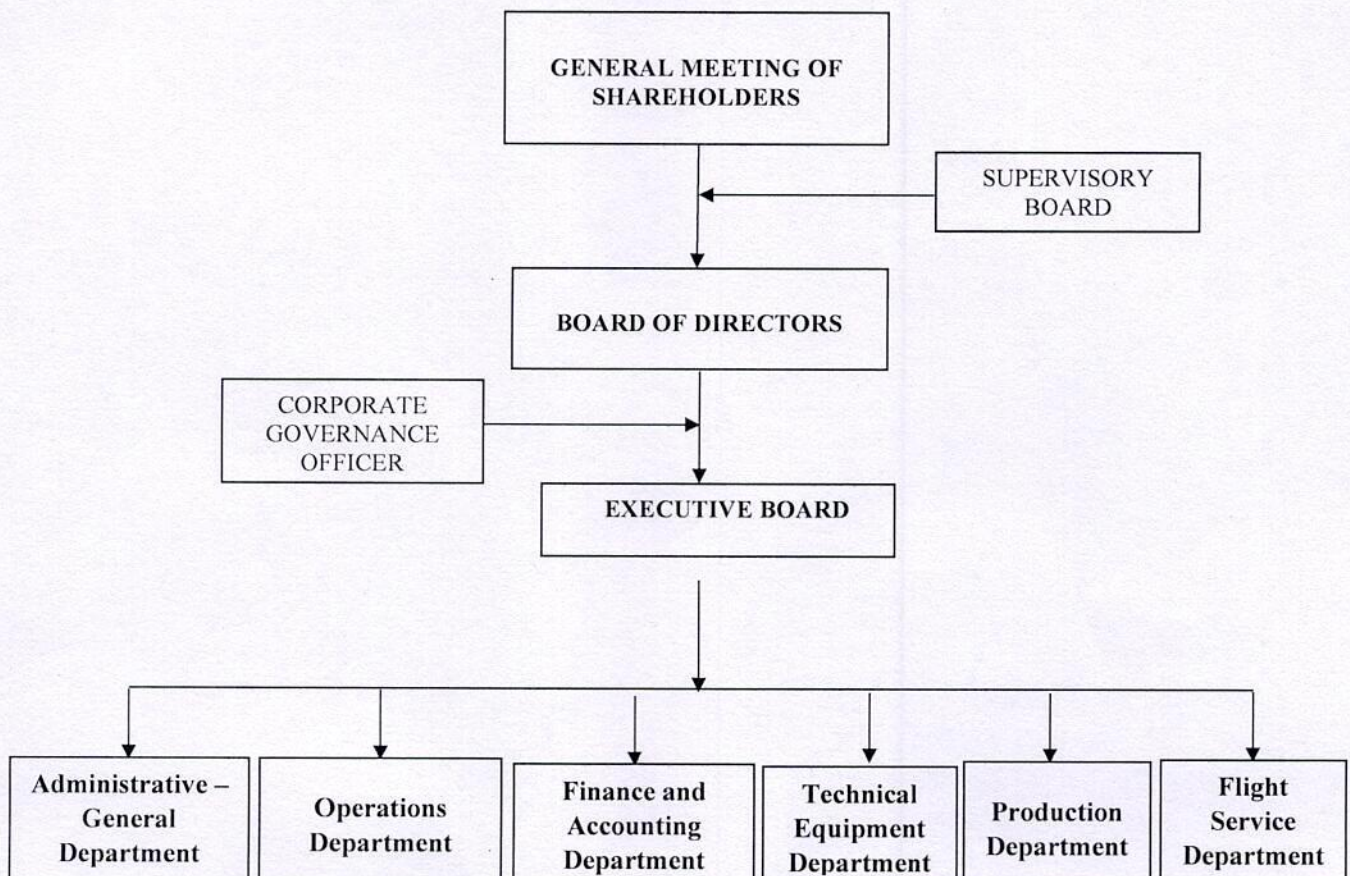 GENERAL MEETING OF
SHAREHOLDERS
SUPERVISORY
BOARD
BOARD OF DIRECTORS
CORPORATE
GOVERNANCE
OFFICER
EXECUTIVE BOARD
Administrative –
General
Department
Operations
Department
Finance and
Accounting
Department
Technical
Equipment
Department
Production
Department
Flight
Service
Department